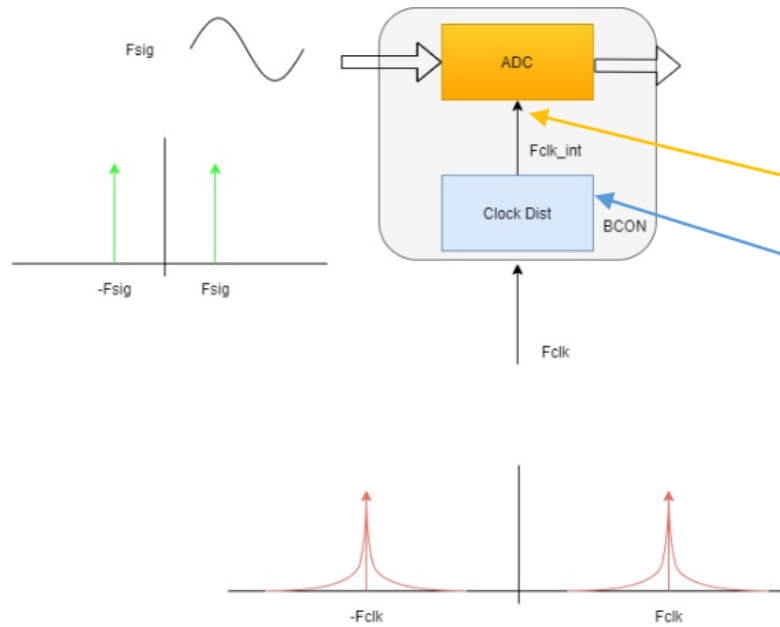 Fsig
ADC
Fclk_int
Clock Dist
BCON
-Fsig
Fsig
Fclk
-Fclk
Fclk